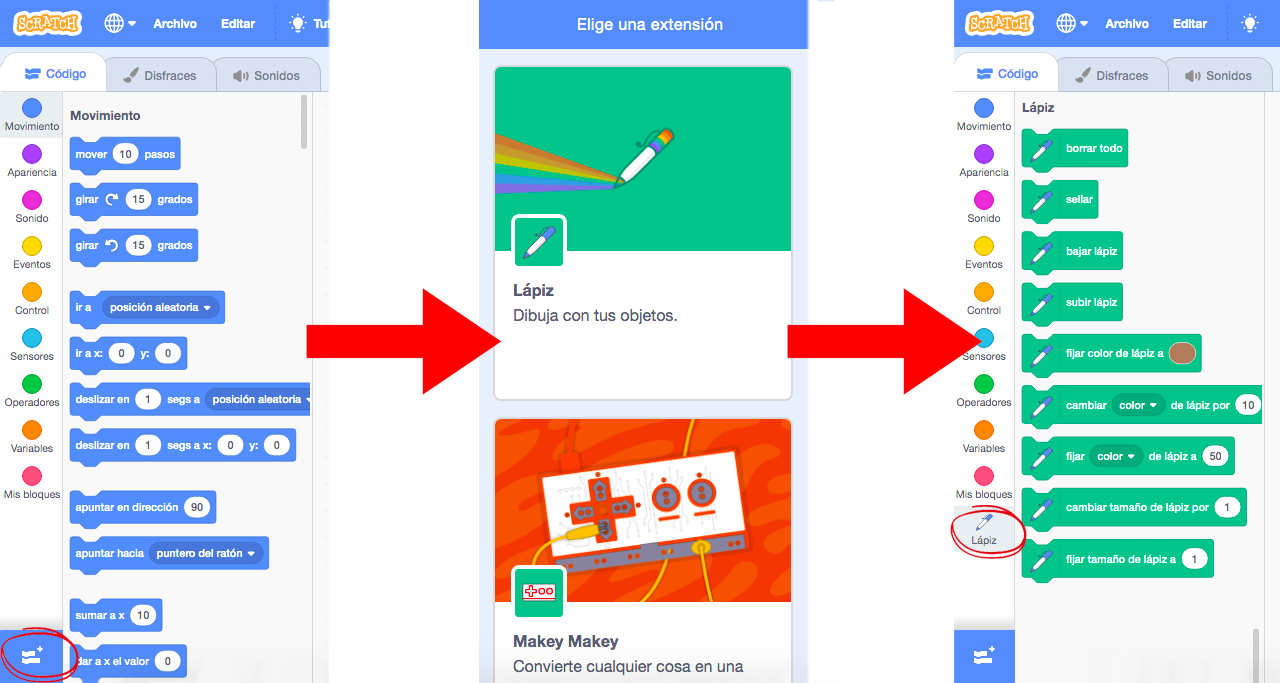 SCRATCH
Archivo
Editar
Tu
Código
Disfraces
Sonidos
Movimiento
Apariencia
Sonido
Eventos
Control
Sensores
Operadores
Variables
Mis bloques
Movimiento
mover 10 pasos
girar 15 grados
girar 15 grados
ir a posición aleatoria
ir a x: 0 y: 0
deslizar en 1 segs a posición aleatoria
deslizar en 1 segs a x: 0 y: 0
apuntar en dirección 90
apuntar hacia puntero del ratón
sumar a x 10
dar a x el valor 0
Elige una extensión
Lápiz
Dibuja con tus objetos.
Makey Makey
Convierte cualquier cosa en una
SCRATCH
Archivo
Editar
Código
Disfraces
Sonidos
Movimiento
Apariencia
Sonido
Eventos
Control
Sensores
Operadores
Variables
Mis bloques
Lápiz
Lápiz
borrar todo
sellar
bajar lápiz
subir lápiz
fijar color de lápiz a
cambiar color de lápiz por 10
fijar color de lápiz a 50
cambiar tamaño de lápiz por 1
fijar tamaño de lápiz a 1